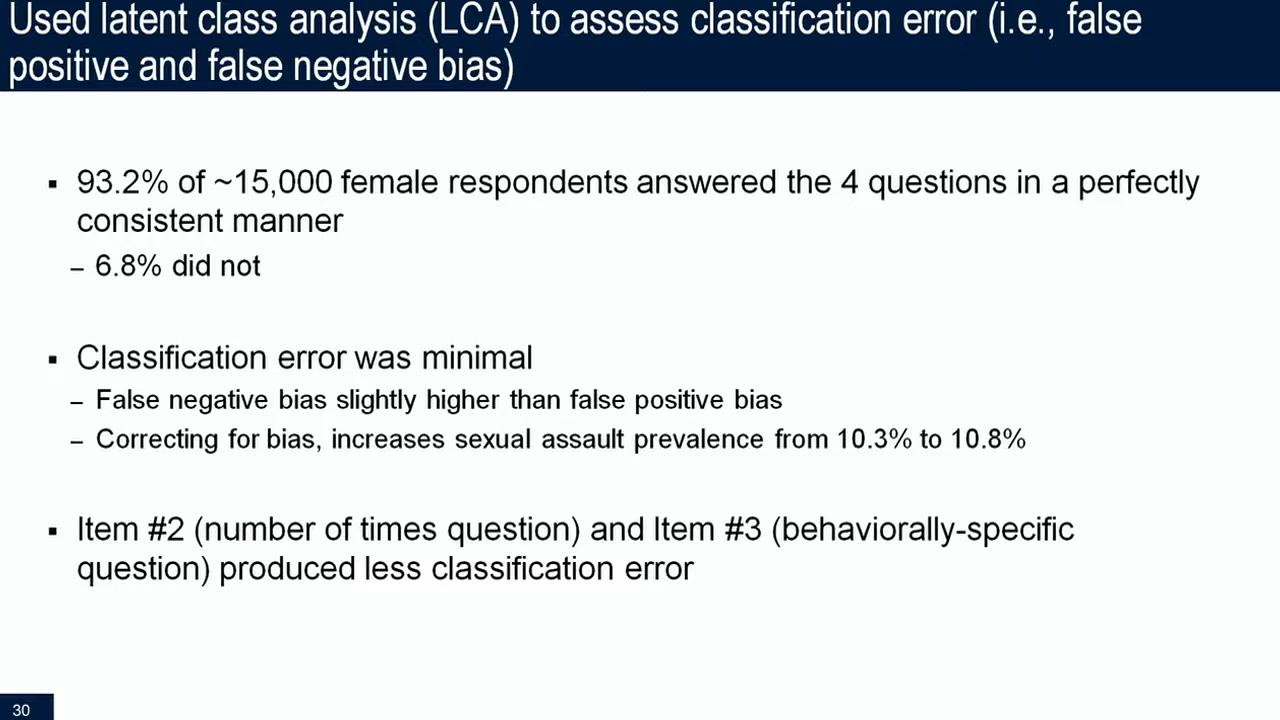 Used latent class analysis (LCA) to assess classification error (i.e., false
positive and false negative bias)
▪ 93.2% of ~15,000 female respondents answered the 4 questions in a perfectly
consistent manner
– 6.8% did not
▪ Classification error was minimal
– False negative bias slightly higher than false positive bias
– Correcting for bias, increases sexual assault prevalence from 10.3% to 10.8%
▪ Item #2 (number of times question) and Item #3 (behaviorally-specific
question) produced less classification error
30